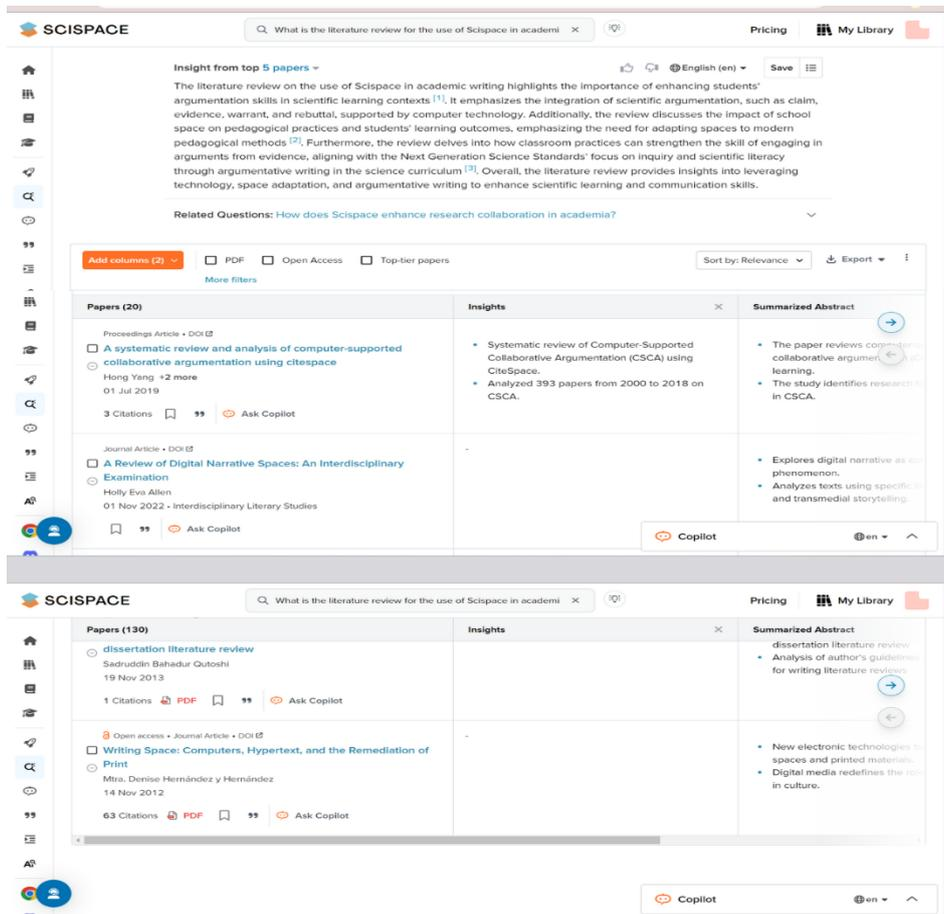 SCISPACE
What is the literature review for the use of Scispace in academi ×
Pricing
My Library
Insight from top 5 papers
English (en)
Save
The literature review on the use of Scispace in academic writing highlights the importance of enhancing students'
argumentation skills in scientific learning contexts [1]. It emphasizes the integration of scientific argumentation, such as claim,
evidence, warrant, and rebuttal, supported by computer technology. Additionally, the review discusses the impact of school
space on pedagogical practices and students' learning outcomes, emphasizing the need for adapting spaces to modern
pedagogical methods [2]. Furthermore, the review delves into how classroom practices can strengthen the skill of engaging in
arguments from evidence, aligning with the Next Generation Science Standards' focus on inquiry and scientific literacy
through argumentative writing in the science curriculum [3]. Overall, the literature review provides insights into leveraging
technology, space adaptation, and argumentative writing to enhance scientific learning and communication skills.
Related Questions: How does Scispace enhance research collaboration in academia?
Add columns (2)
PDF
Open Access
Top-tier papers
More filters
Sort by: Relevance
Export
Papers (20)
Insights
Summarized Abstract
Proceedings Article • DOI
A systematic review and analysis of computer-supported
collaborative argumentation using citespace
Hong Yang +2 more
01 Jul 2019
3 Citations
Ask Copilot
• Systematic review of Computer-Supported
Collaborative Argumentation (CSCA) using
CiteSpace.
• Analyzed 393 papers from 2000 to 2018 on
CSCA.
• The paper reviews
collaborative
learning.
• The study identifies research
in CSCA.
Journal Article • DOI
A Review of Digital Narrative Spaces: An Interdisciplinary
Examination
Holly Eva Allen
01 Nov 2022 • Interdisciplinary Literary Studies
Ask Copilot
-
• Explores digital narrative as
phenomenon.
• Analyzes texts using specific
and transmedial storytelling.
Copilot
en
SCISPACE
What is the literature review for the use of Scispace in academi ×
Pricing
My Library
Papers (130)
Insights
Summarized Abstract
dissertation literature review
Sadruddin Bahadur Qutoshi
19 Nov 2013
1 Citations
PDF
Ask Copilot
dissertation literature review
• Analysis of author's guidelines
for writing literature reviews
Open access • Journal Article • DOI
Writing Space: Computers, Hypertext, and the Remediation of
Print
Mtra. Denise Hernández y Hernández
14 Nov 2012
63 Citations
PDF
Ask Copilot
-
• New electronic technologies
spaces and printed materials.
• Digital media redefines the
in culture.
Copilot
en